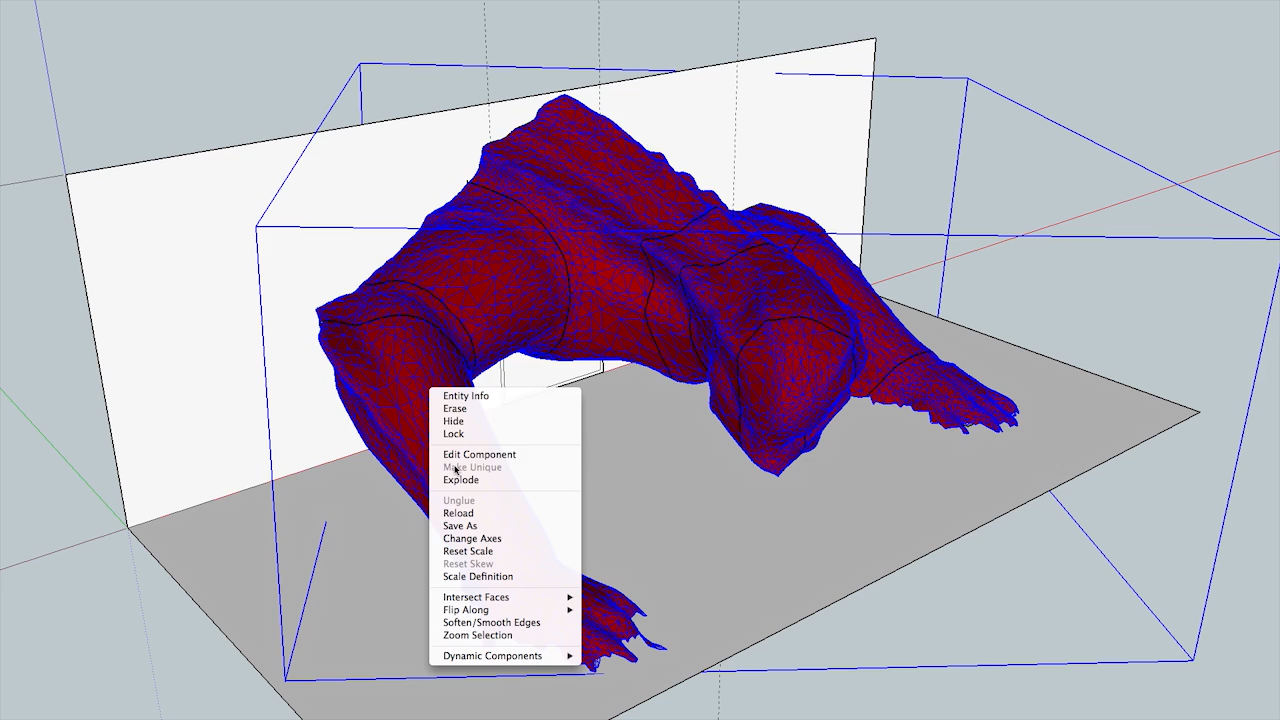 Entity Info
Erase
Hide
Lock
Edit Component
Make Unique
Explode
Unglue
Reload
Save As
Change Axes
Reset Scale
Reset Skew
Scale Definition
Intersect Faces
Flip Along
Soften/Smooth Edges
Zoom Selection
Dynamic Components